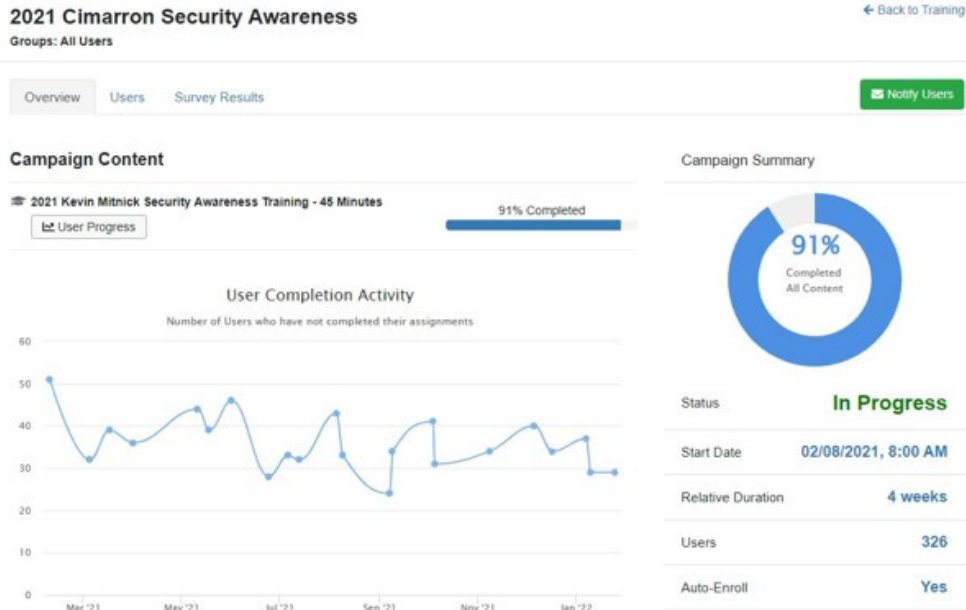 2021 Cimarron Security Awareness
← Back to Training
Groups: All Users
Overview Users Survey Results
Notify Users
Campaign Content
2021 Kevin Mitnick Security Awareness Training - 45 Minutes
91% Completed
User Progress
User Completion Activity
Number of Users who have not completed their assignments
60
50
40
30
20
10
0
Mar '21 May '21 Jul '21 Sep '21 Nov '21 Jan '22
Campaign Summary
91%
Completed
All Content
Status In Progress
Start Date 02/08/2021, 8:00 AM
Relative Duration 4 weeks
Users 326
Auto-Enroll Yes